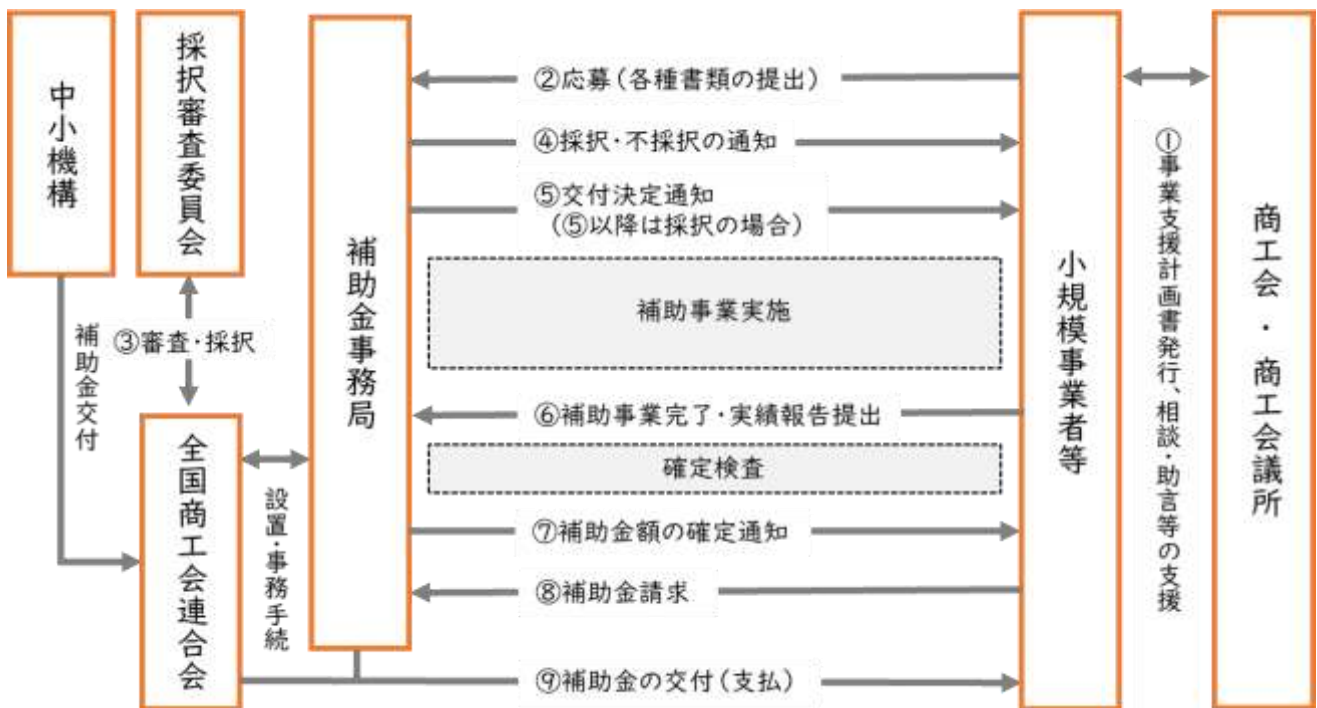 中小機構
採択審査委員会
補助金事務局
小規模事業者等
商工会・商工会議所
①事業支援計画書発行、相談・助言等の支援
②応募(各種書類の提出)
④採択・不採択の通知
⑤交付決定通知
(⑤以降は採択の場合)
補助事業実施
③審査・採択
補助金交付
全国商工会連合会
設置・事務手続
⑥補助事業完了・実績報告提出
確定検査
⑦補助金額の確定通知
⑧補助金請求
⑨補助金の交付(支払)